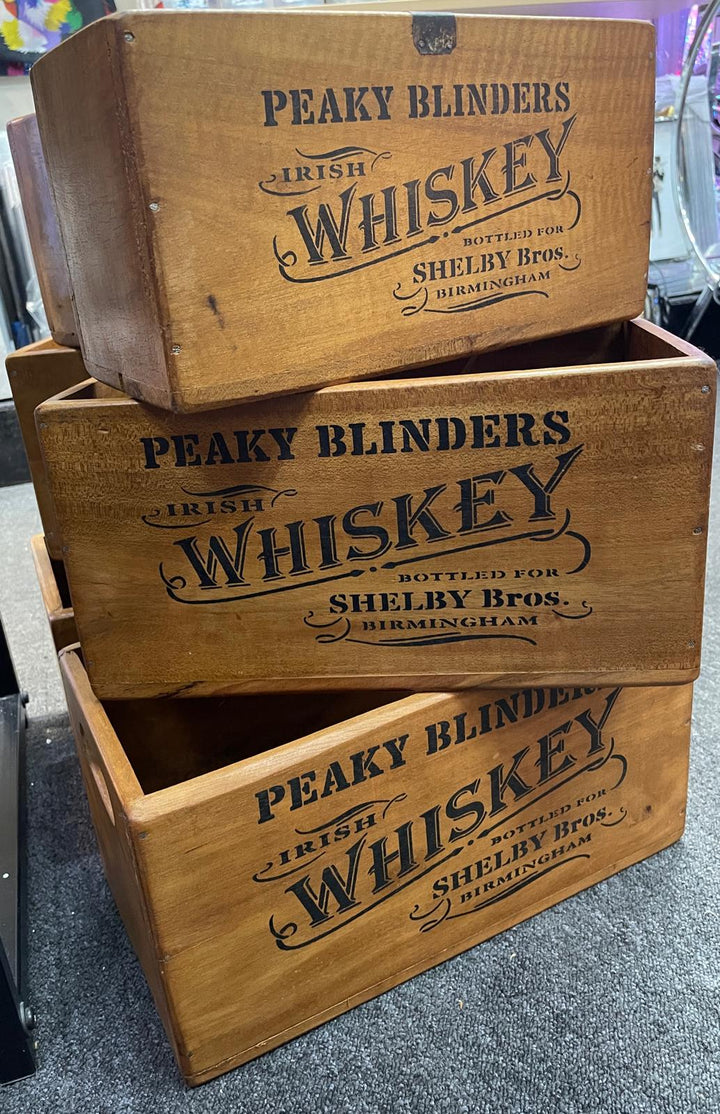 PEAKY BLINDERS
IRISH
WHISKEY
BOTTLED FOR
SHELBY Bros.
BIRMINGHAM
PEAKY BLINDERS
IRISH
WHISKEY
BOTTLED FOR
SHELBY Bros.
BIRMINGHAM
PEAKY BLINDERS
IRISH
WHISKEY
BOTTLED FOR
SHELBY Bros.
BIRMINGHAM